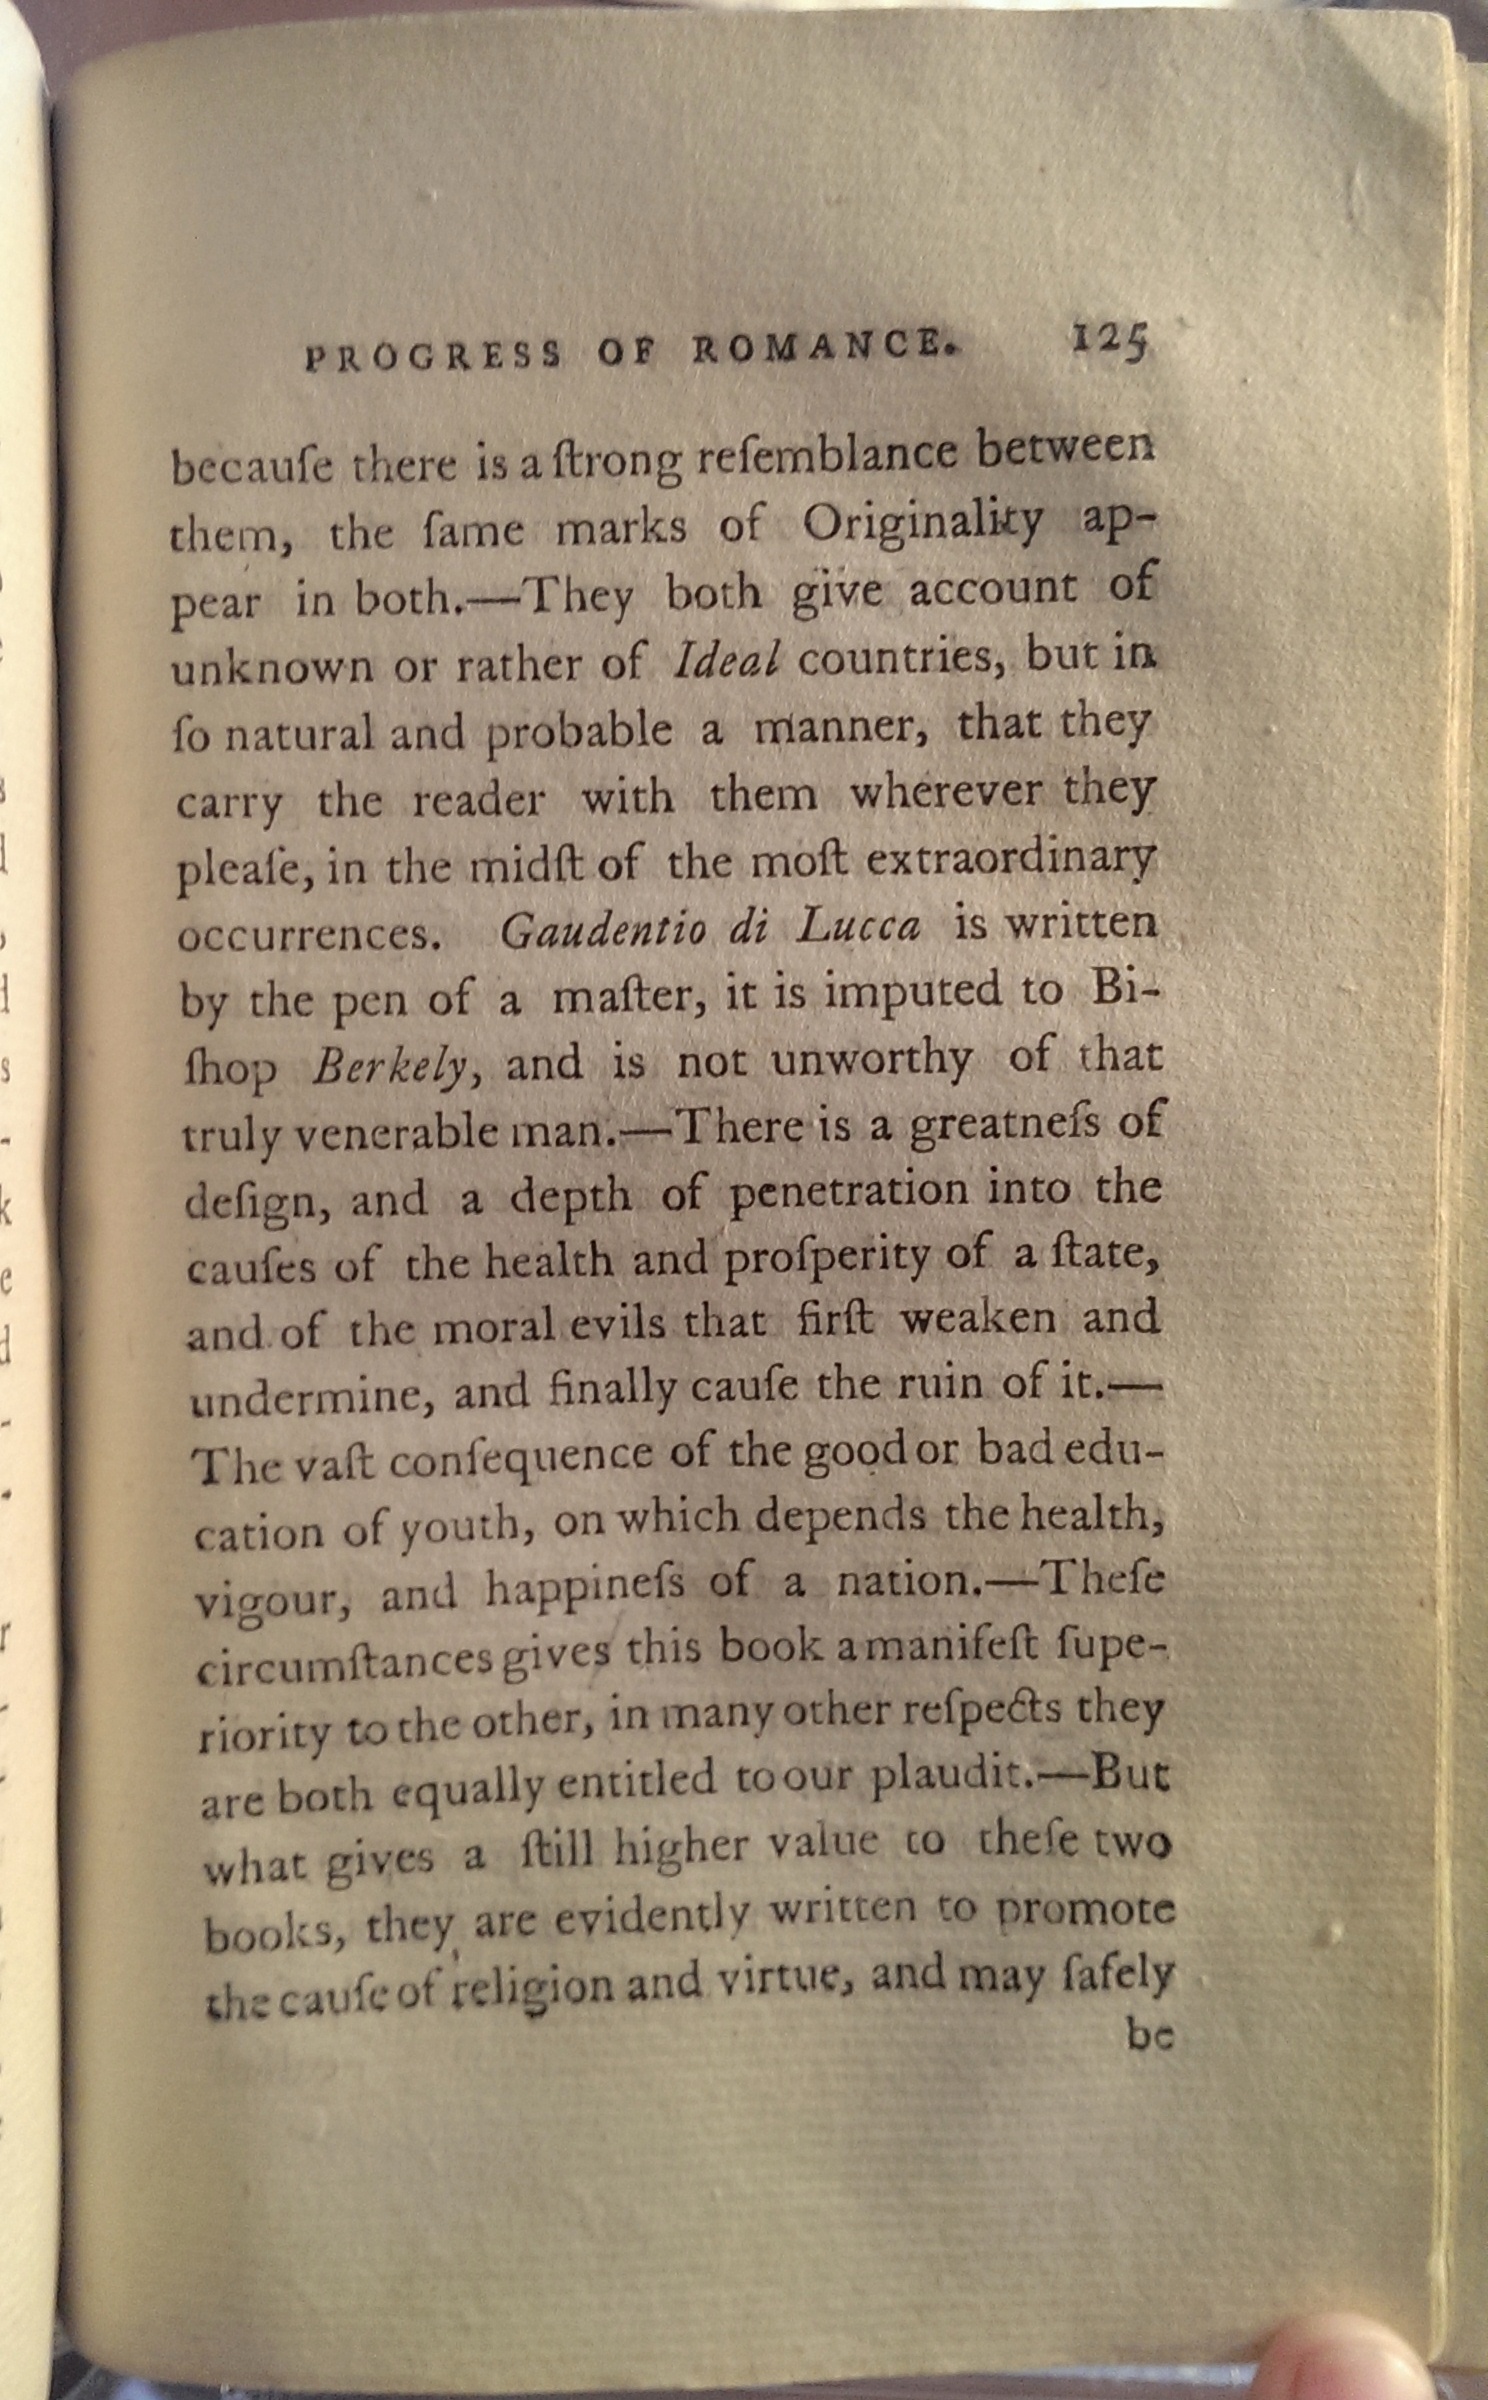 PROGRESS OF ROMANCE. 125
becauſe there is a ſtrong reſemblance between
them, the ſame marks of Originality ap-
pear in both.—They both give account of
unknown or rather of Ideal countries, but in
ſo natural and probable a manner, that they
carry the reader with them wherever they
pleaſe, in the midſt of the moſt extraordinary
occurrences. Gaudentio di Lucca is written
by the pen of a maſter, it is imputed to Bi-
ſhop Berkely, and is not unworthy of that
truly venerable man.—There is a greatneſs of
deſign, and a depth of penetration into the
cauſes of the health and proſperity of a ſtate,
and of the moral evils that firſt weaken and
undermine, and finally cauſe the ruin of it.—
The vaſt conſequence of the good or bad edu-
cation of youth, on which depends the health,
vigour, and happineſs of a nation.—Theſe
circumſtances gives this book a manifeſt ſupe-
riority to the other, in many other reſpects they
are both equally entitled to our plaudit.—But
what gives a ſtill higher value to theſe two
books, they are evidently written to promote
the cauſe of religion and virtue, and may ſafely
be